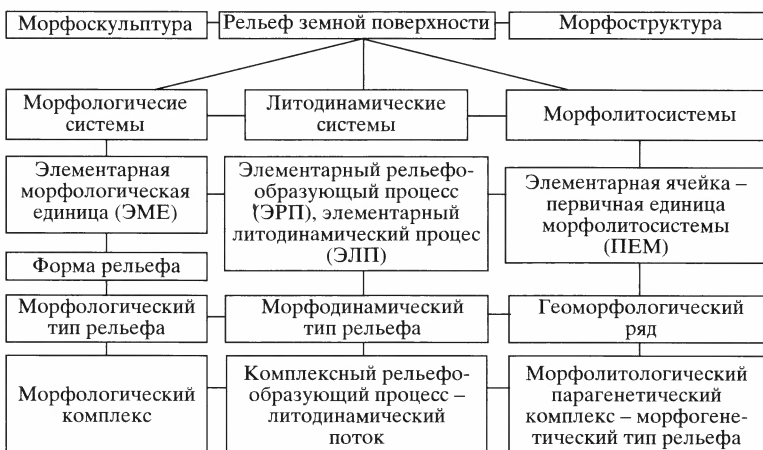 Морфоскульптура
Рельеф земной поверхности
Морфоструктура
Морфологичесие
системы
Литодинамические
системы
Морфолитосистемы
Элементарная
морфологическая
единица (ЭМЕ)
Элементарный рельефо-
образующый процесс
(ЭРП), элементарный
литодинамический процес
(ЭЛП)
Элементарная ячейка –
первичная единица
морфолитосистемы
(ПЕМ)
Форма рельефа
Морфологический
тип рельефа
Морфодинамический
тип рельефа
Геоморфологический
ряд
Морфологический
комплекс
Комплексный рельефо-
образующий процесс –
литодинамический
поток
Морфолитологический
парагенетический
комплекс – морфогене-
тический тип рельефа